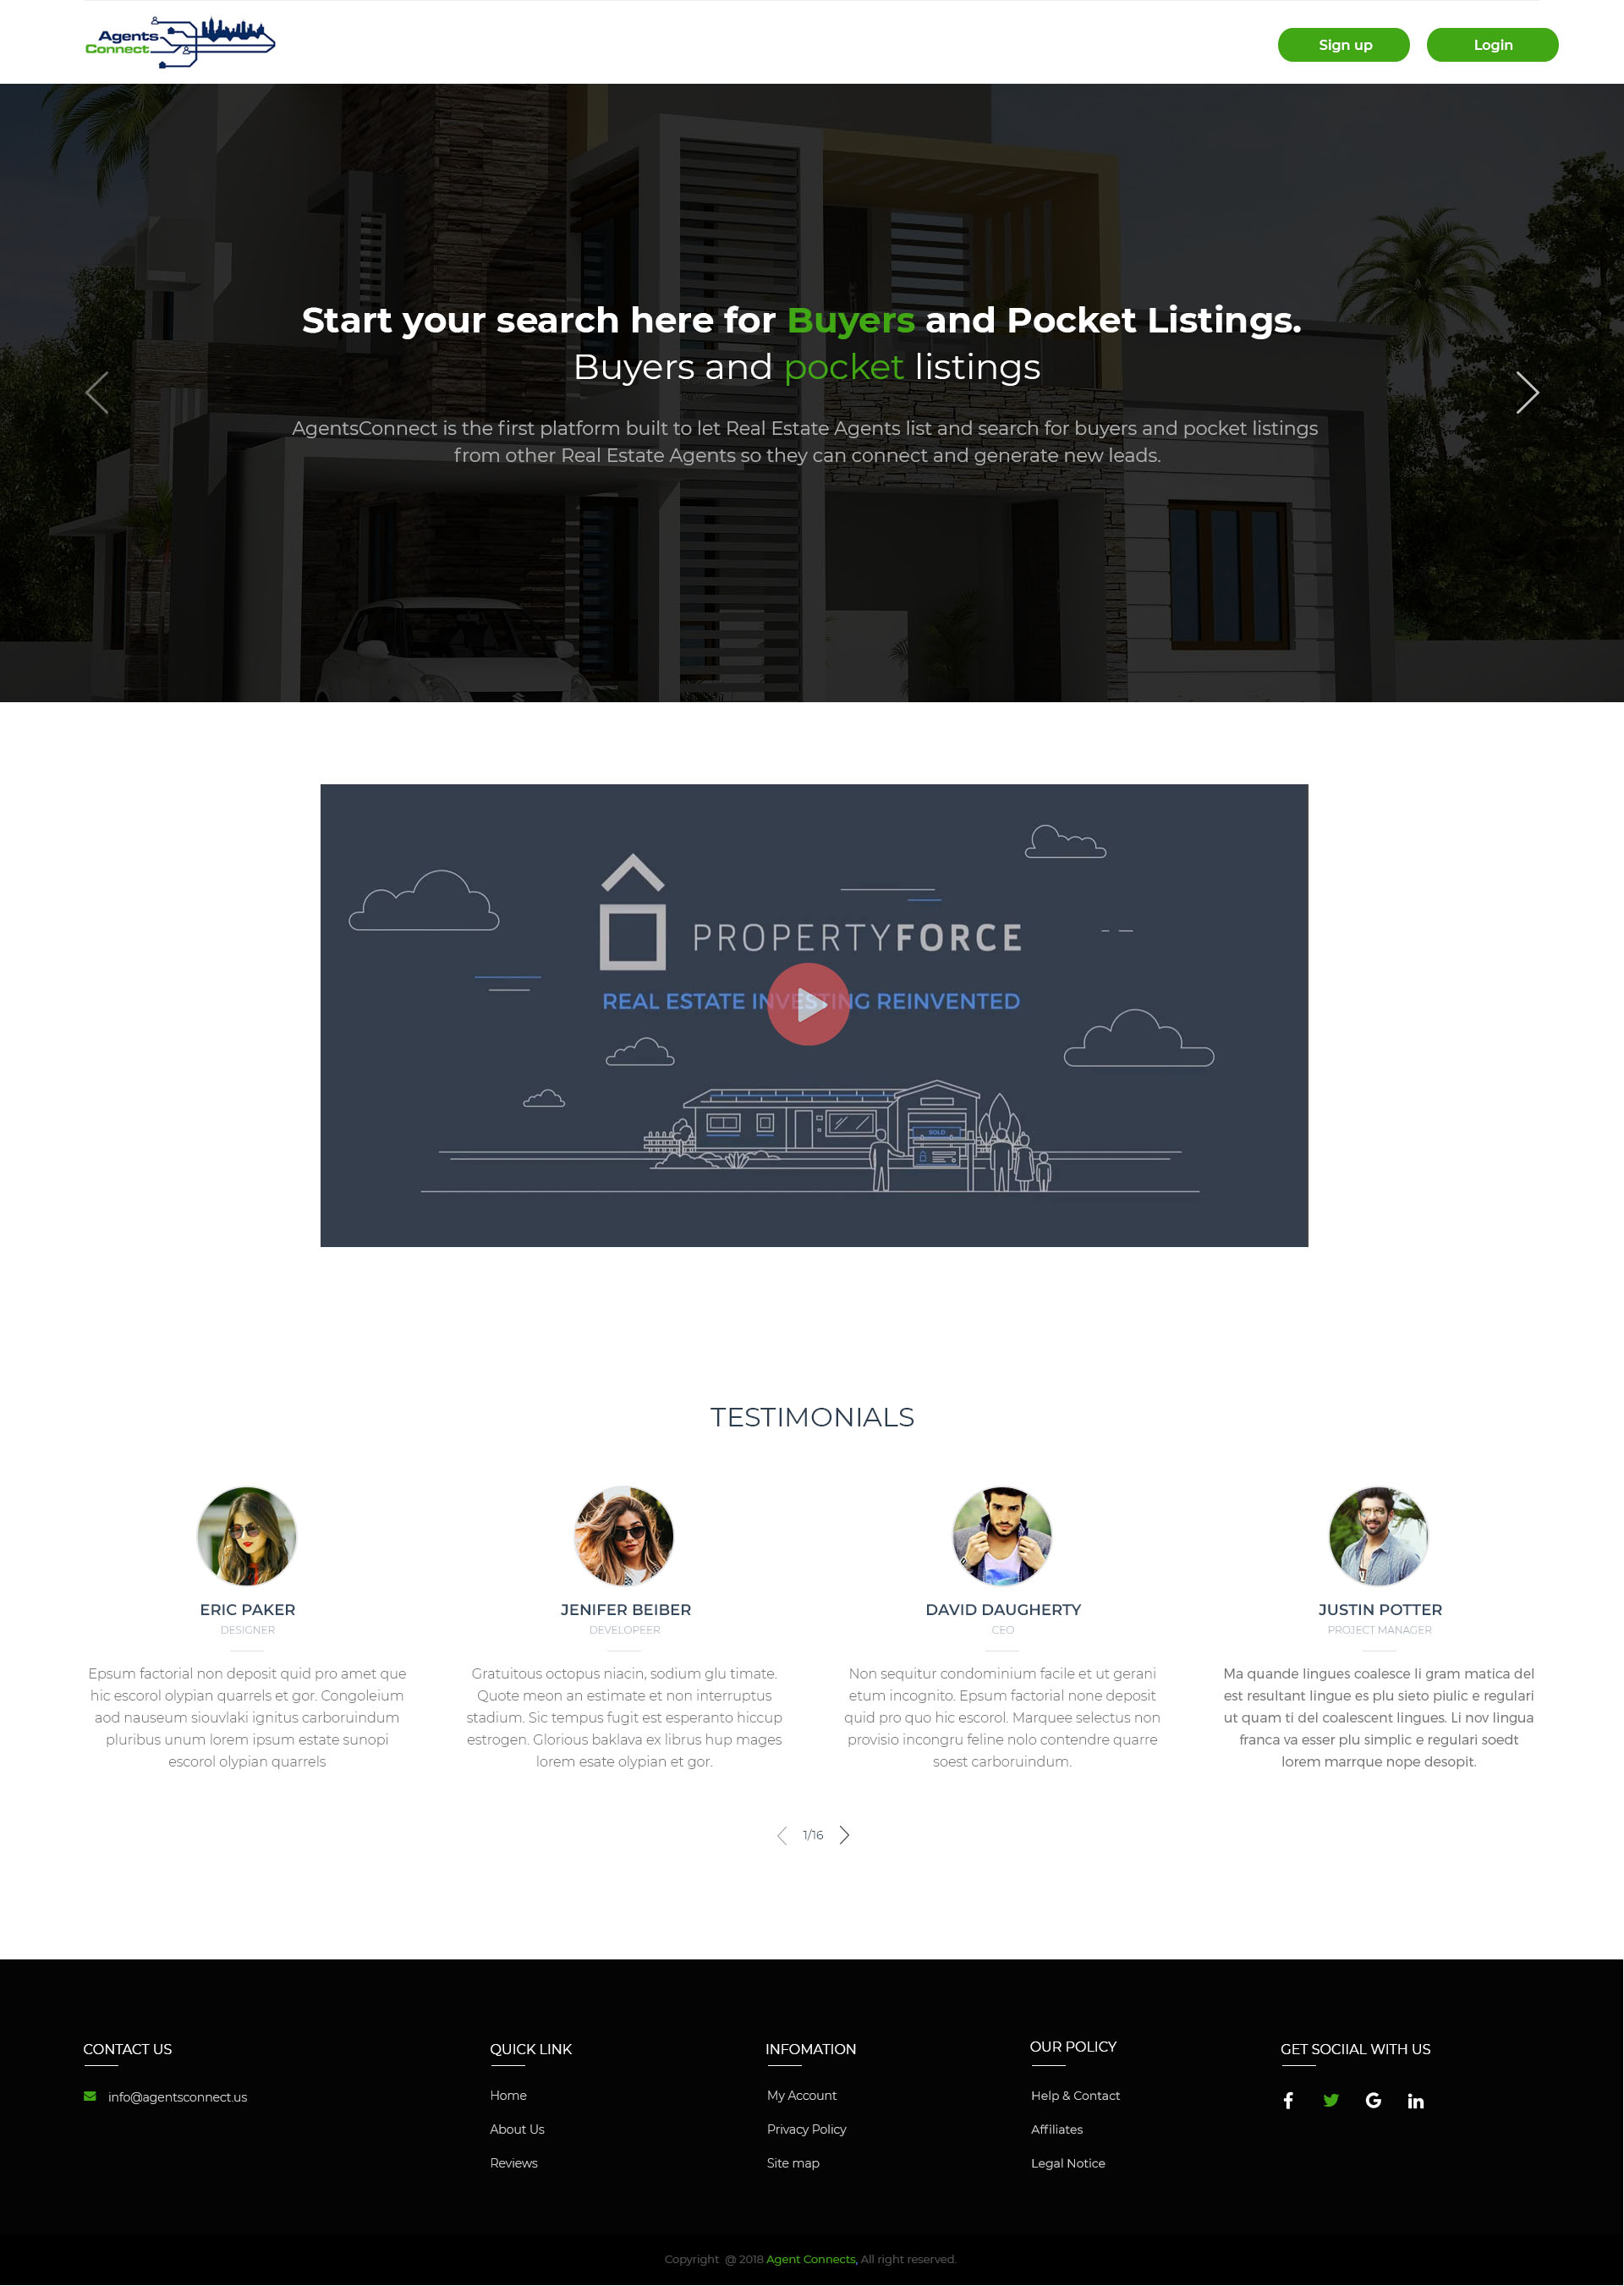 Agents
Connect
Sign up
Login
Start your search here for Buyers and Pocket Listings.
Buyers and pocket listings
AgentsConnect is the first platform built to let Real Estate Agents list and search for buyers and pocket listings
from other Real Estate Agents so they can connect and generate new leads.
PROPERTYFORCE
REAL ESTATE INVESTING REINVENTED
SOLD
TESTIMONIALS
ERIC PAKER
DESIGNER
Epsum factorial non deposit quid pro amet que
hic escorol olypian quarrels et gor. Congoleium
aod nauseum siouvlaki ignitus carboruindum
pluribus unum lorem ipsum estate sunopi
escorol olypian quarrels
JENIFER BEIBER
DEVELOPEER
Gratuitous octopus niacin, sodium glu timate.
Quote meon an estimate et non interruptus
stadium. Sic tempus fugit est esperanto hiccup
estrogen. Glorious baklava ex librus hup mages
lorem esate olypian et gor.
DAVID DAUGHERTY
CEO
Non sequitur condominium facile et ut gerani
etum incognito. Epsum factorial none deposit
quid pro quo hic escorol. Marquee selectus non
provisio incongru feline nolo contendre quarre
soest carboruindum.
JUSTIN POTTER
PROJECT MANAGER
Ma quande lingues coalesce li gram matica del
est resultant lingue es plu sieto piulic e regulari
ut quam ti del coalescent lingues. Li nov lingua
franca va esser plu simplic e regulari soedt
lorem marrque nope desopit.
1/16
CONTACT US
info@agentsconnect.us
QUICK LINK
Home
About Us
Reviews
INFOMATION
My Account
Privacy Policy
Site map
OUR POLICY
Help & Contact
Affiliates
Legal Notice
GET SOCIIAL WITH US
Copyright @ 2018 Agent Connects, All right reserved.